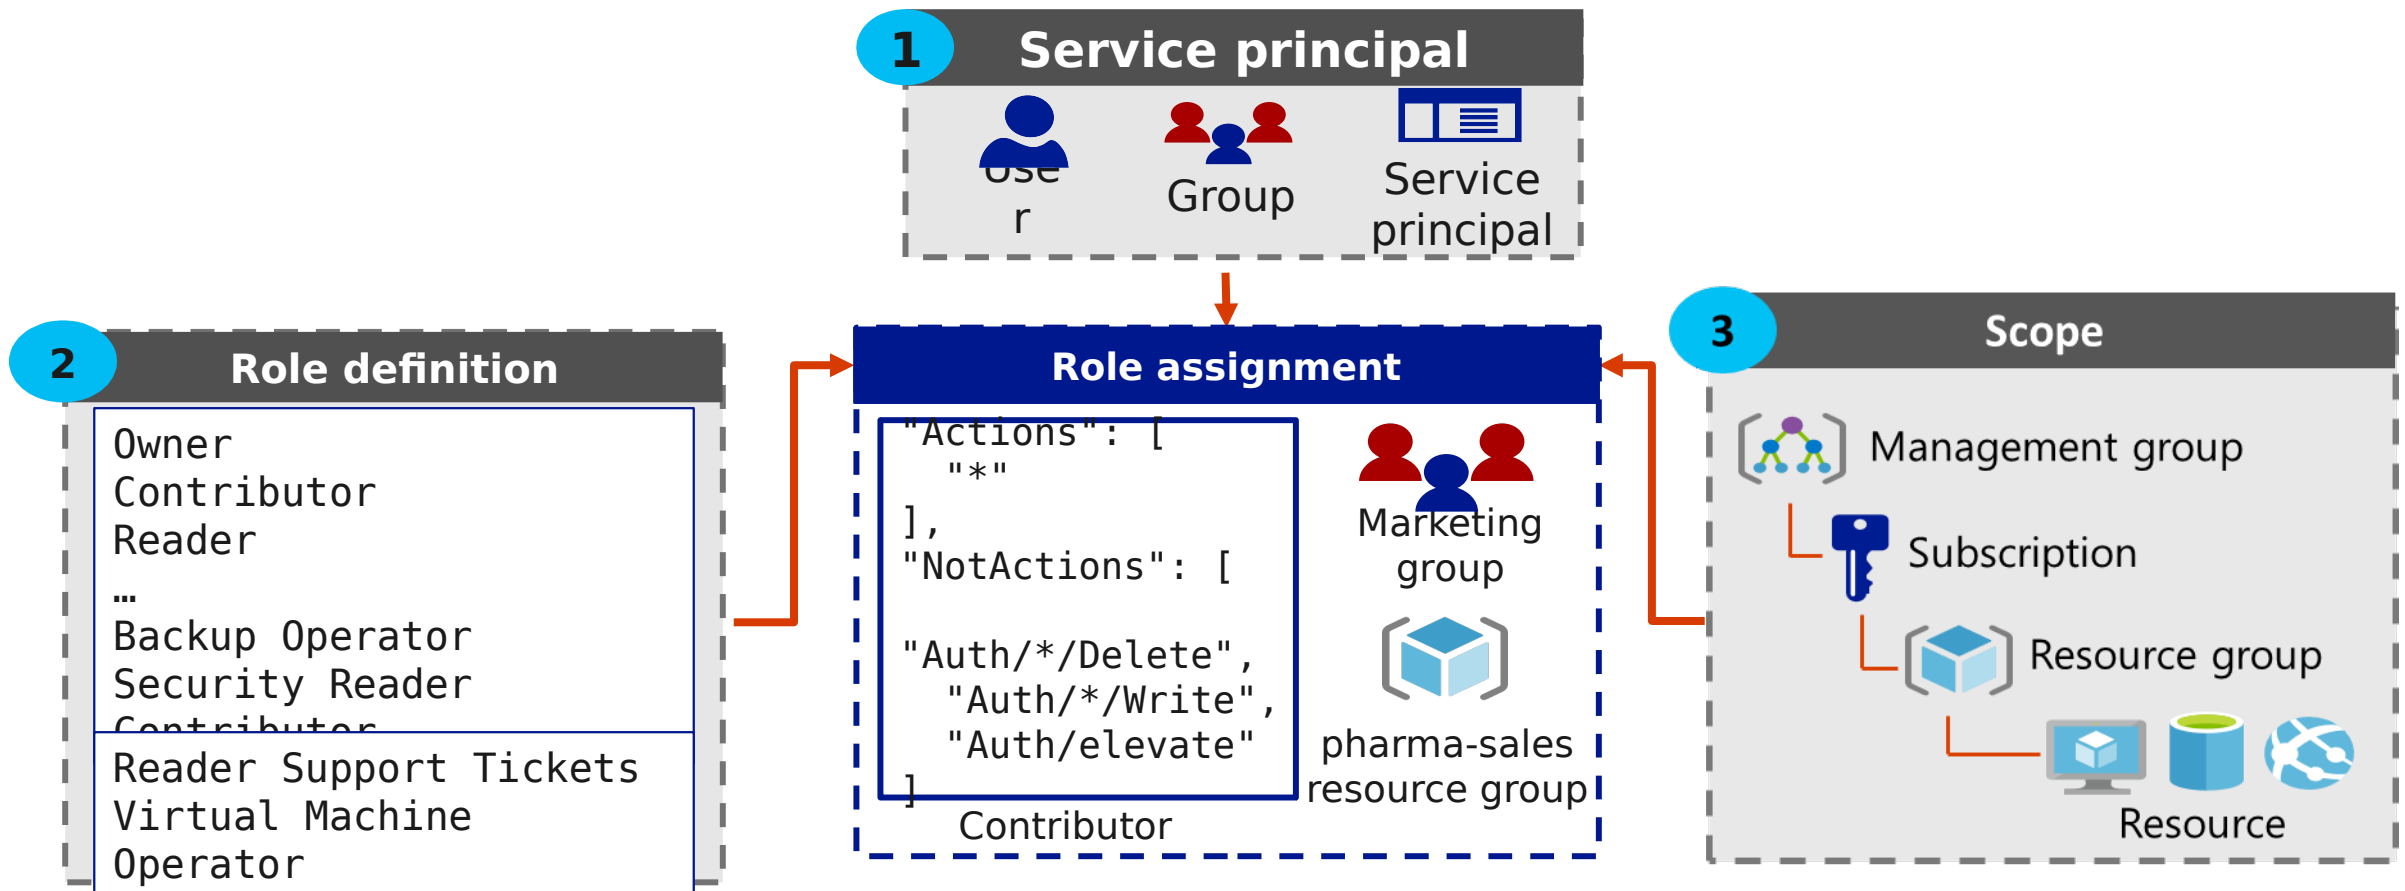 1
Service principal
User
Group
Service
principal
2
Role definition
Owner
Contributor
Reader
…
Backup Operator
Security Reader
Contributor
Reader Support Tickets
Virtual Machine
Operator
Role assignment
"Actions": [
"*"
],
"NotActions": [
"Auth/*/Delete",
"Auth/*/Write",
"Auth/elevate"
]
Contributor
Marketing
group
pharma-sales
resource group
3
Scope
Management group
Subscription
Resource group
Resource